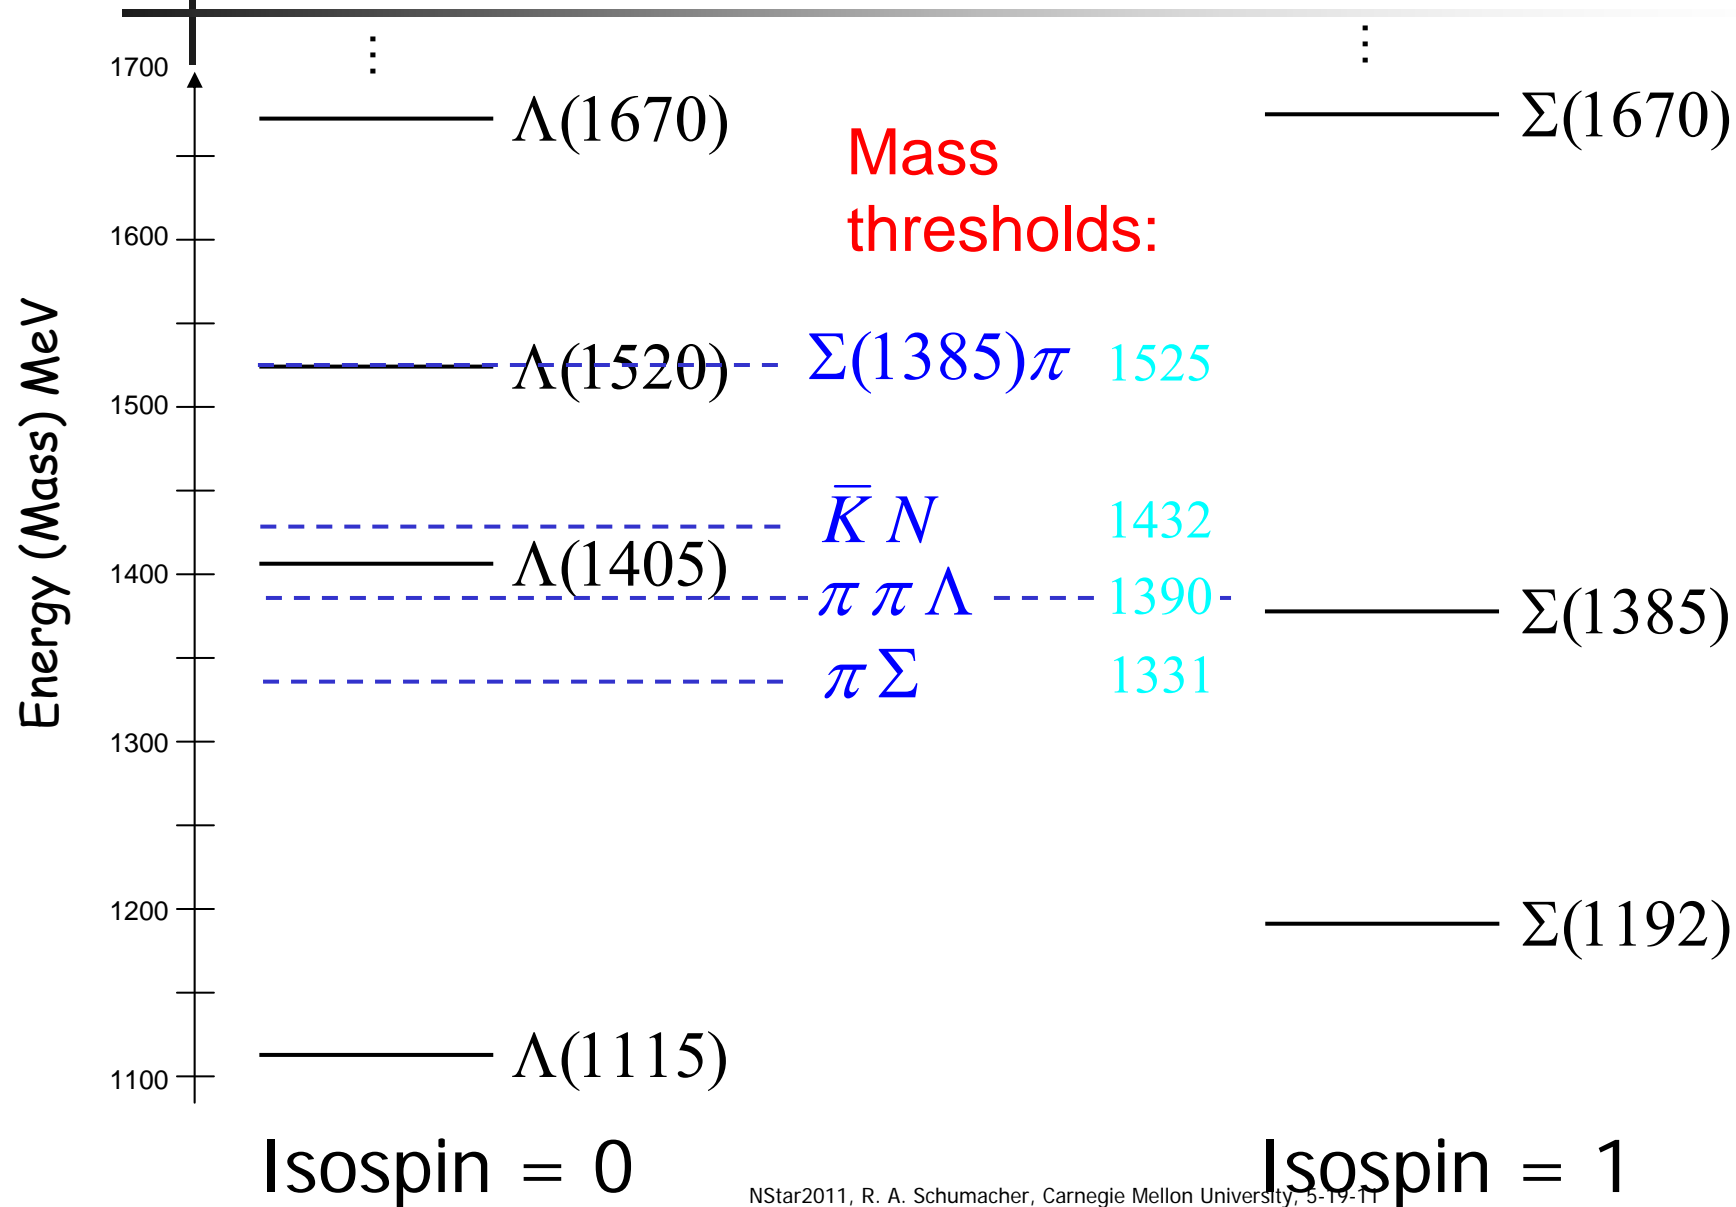 ⋮ ⋮
1700
Λ(1670) Σ(1670)
Mass
thresholds:
1600
Λ(1520) Σ(1385)π 1525
1500
K̅ N 1432
Λ(1405)
1400
π π Λ 1390 Σ(1385)
π Σ 1331
1300
Energy (Mass) MeV
1200
Σ(1192)
Λ(1115)
1100
Isospin = 0 Isospin = 1
NStar2011, R. A. Schumacher, Carnegie Mellon University, 5-19-11